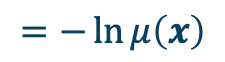 = − ln μ(x)